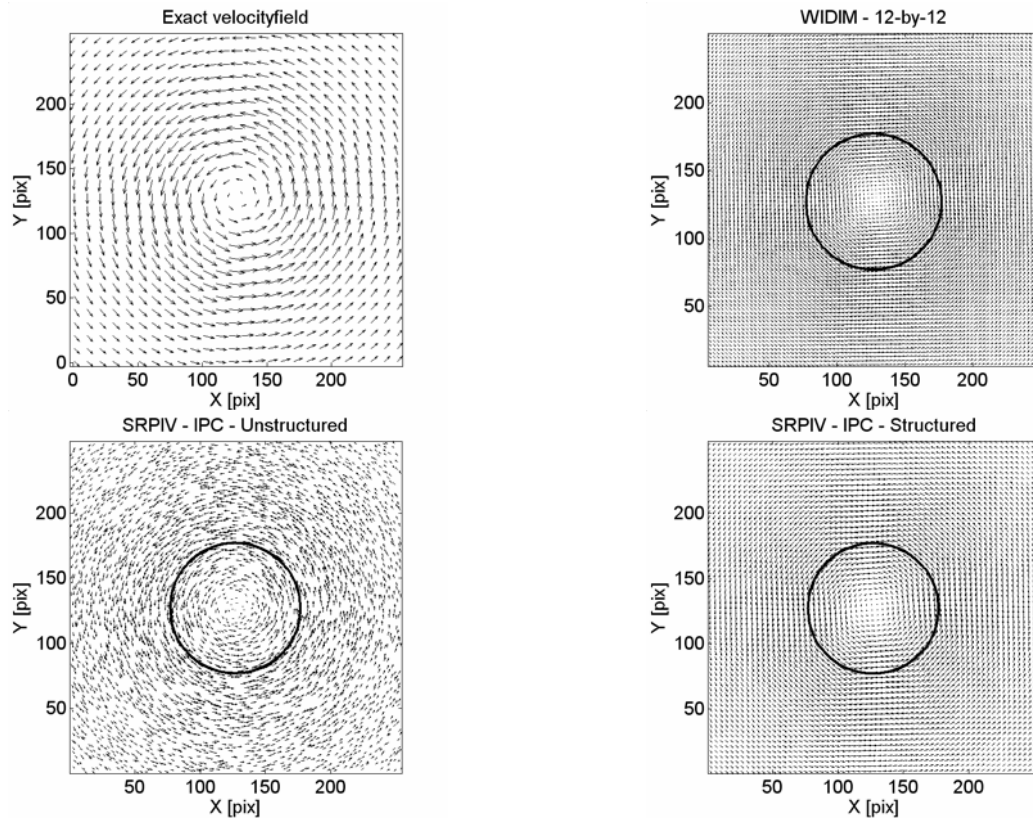 Exact velocityfield
Y [pix]
200
150
100
50
0
0 50 100 150 200
X [pix]
WIDIM - 12-by-12
Y [pix]
200
150
100
50
50 100 150 200
X [pix]
SRPIV - IPC - Unstructured
Y [pix]
200
150
100
50
50 100 150 200
X [pix]
SRPIV - IPC - Structured
Y [pix]
200
150
100
50
50 100 150 200
X [pix]